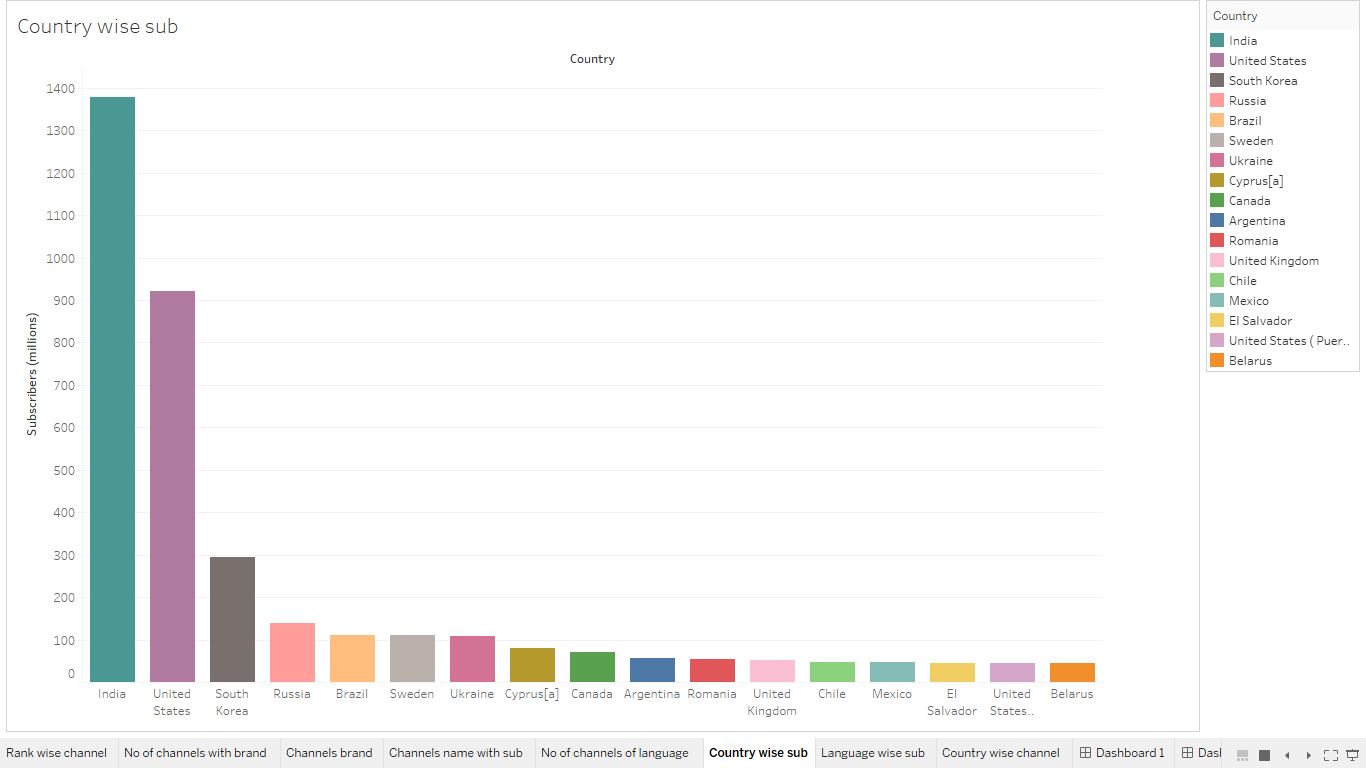 Country wise sub
Country
Subscribers (millions)
1400
1300
1200
1100
1000
900
800
700
600
500
400
300
200
100
0
India
United States
South Korea
Russia
Brazil
Sweden
Ukraine
Cyprus[a]
Canada
Argentina
Romania
United Kingdom
Chile
Mexico
El Salvador
United States..
Belarus
Country
India
United States
South Korea
Russia
Brazil
Sweden
Ukraine
Cyprus[a]
Canada
Argentina
Romania
United Kingdom
Chile
Mexico
El Salvador
United States ( Puer..
Belarus
Rank wise channel
No of channels with brand
Channels brand
Channels name with sub
No of channels of language
Country wise sub
Language wise sub
Country wise channel
Dashboard 1
Dasl